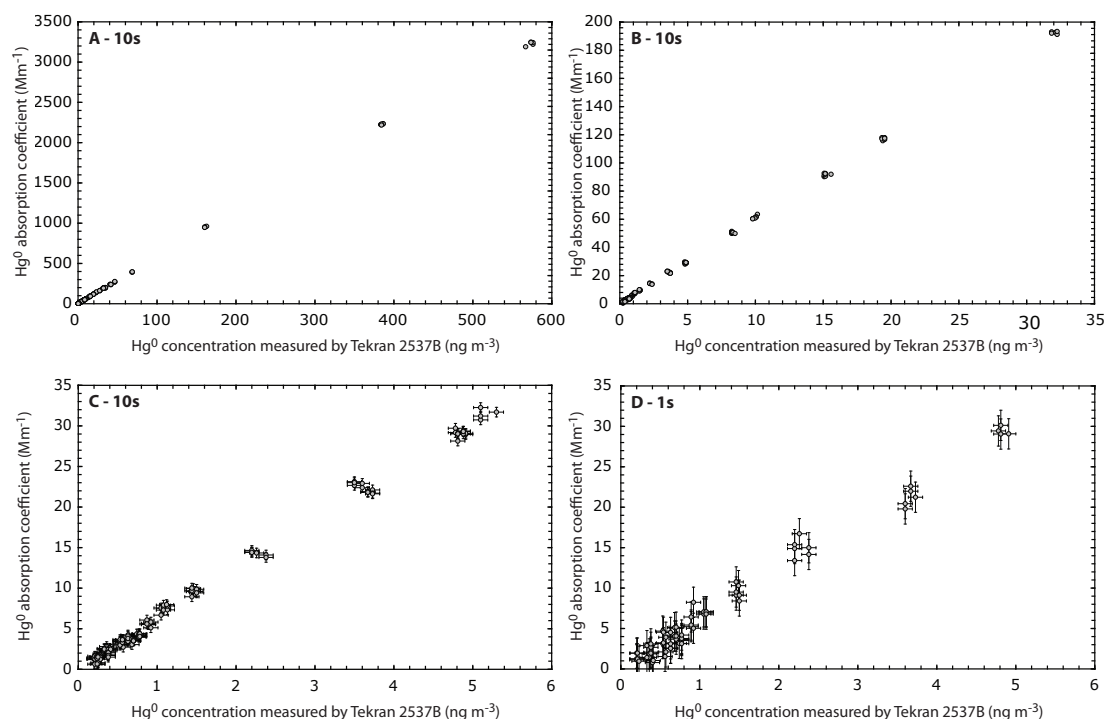 A - 10s
Hg⁰ absorption coefficient (Mm⁻¹)
3500
3000
2500
2000
1500
1000
500
0
0 100 200 300 400 500 600
Hg⁰ concentration measured by Tekran 2537B (ng m⁻³)
B - 10s
Hg⁰ absorption coefficient (Mm⁻¹)
200
180
160
140
120
100
80
60
40
20
0
0 5 10 15 20 25 30 35
Hg⁰ concentration measured by Tekran 2537B (ng m⁻³)
C - 10s
Hg⁰ absorption coefficient (Mm⁻¹)
35
30
25
20
15
10
5
0
0 1 2 3 4 5 6
Hg⁰ concentration measured by Tekran 2537B (ng m⁻³)
D - 1s
Hg⁰ absorption coefficient (Mm⁻¹)
35
30
25
20
15
10
5
0
0 1 2 3 4 5 6
Hg⁰ concentration measured by Tekran 2537B (ng m⁻³)